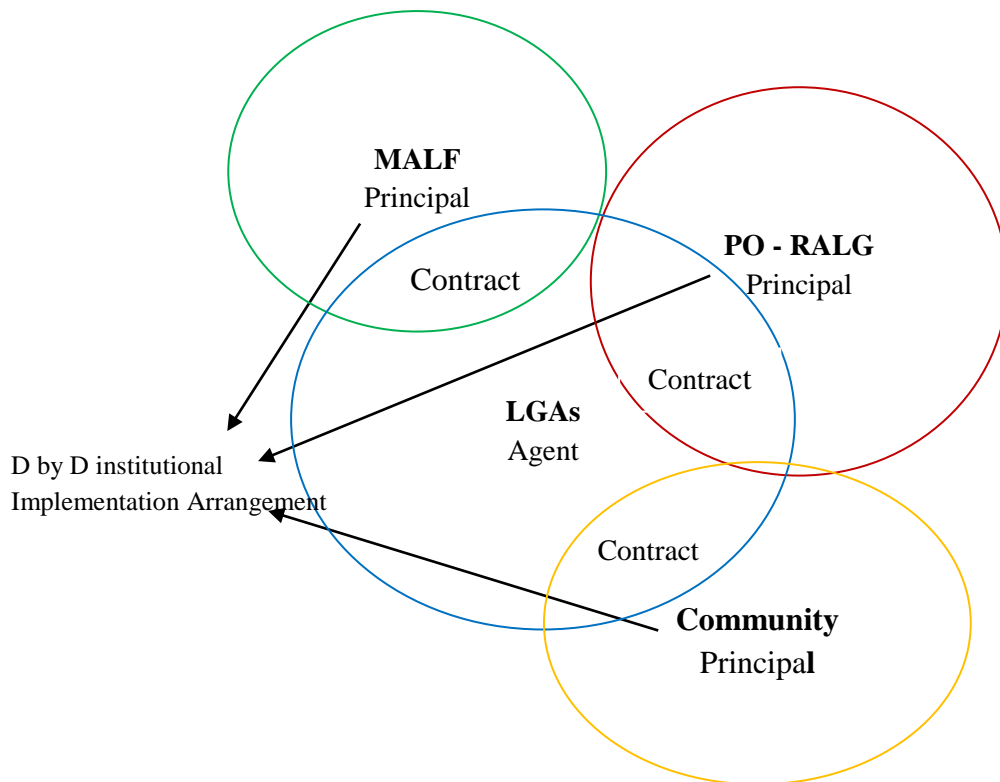 MALF
Principal
PO - RALG
Principal
Contract
Contract
LGAs
Agent
D by D institutional
Implementation Arrangement
Contract
Community
Principal